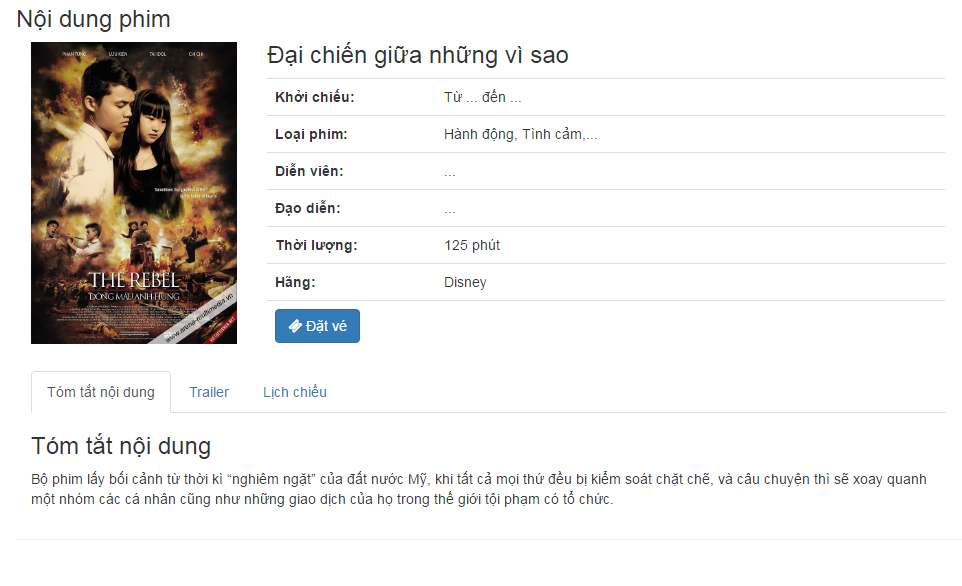 Nội dung phim
Đại chiến giữa những vì sao
Khởi chiếu: Từ ... đến ...
Loại phim: Hành động, Tình cảm,...
Diễn viên: ...
Đạo diễn: ...
Thời lượng: 125 phút
Hãng: Disney
Đặt vé
THE REBEL
DÒNG MÁU ANH HÙNG
www.arena-multimedia.vn
Tóm tắt nội dung Trailer Lịch chiếu
Tóm tắt nội dung
Bộ phim lấy bối cảnh từ thời kì “nghiêm ngặt” của đất nước Mỹ, khi tất cả mọi thứ đều bị kiểm soát chặt chẽ, và câu chuyện thì sẽ xoay quanh
một nhóm các cá nhân cũng như những giao dịch của họ trong thế giới tội phạm có tổ chức.